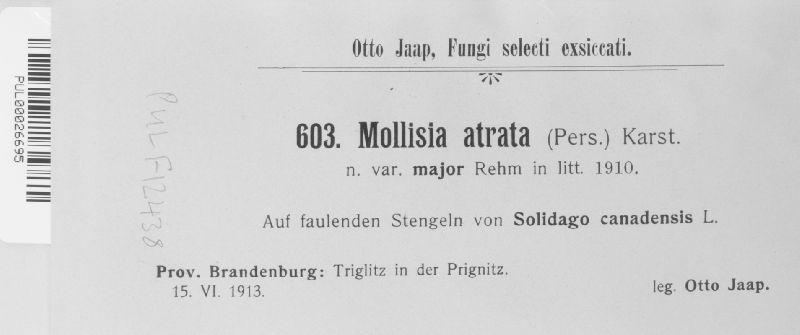 Otto Jaap, Fungi selecti exsiccati.
603. Mollisia atrata (Pers.) Karst.
n. var. major Rehm in litt. 1910.
Auf faulenden Stengeln von Solidago canadensis L.
Prov. Brandenburg: Triglitz in der Prignitz.
15. VI. 1913.
leg. Otto Jaap.
PUL00026695
PUL F12438